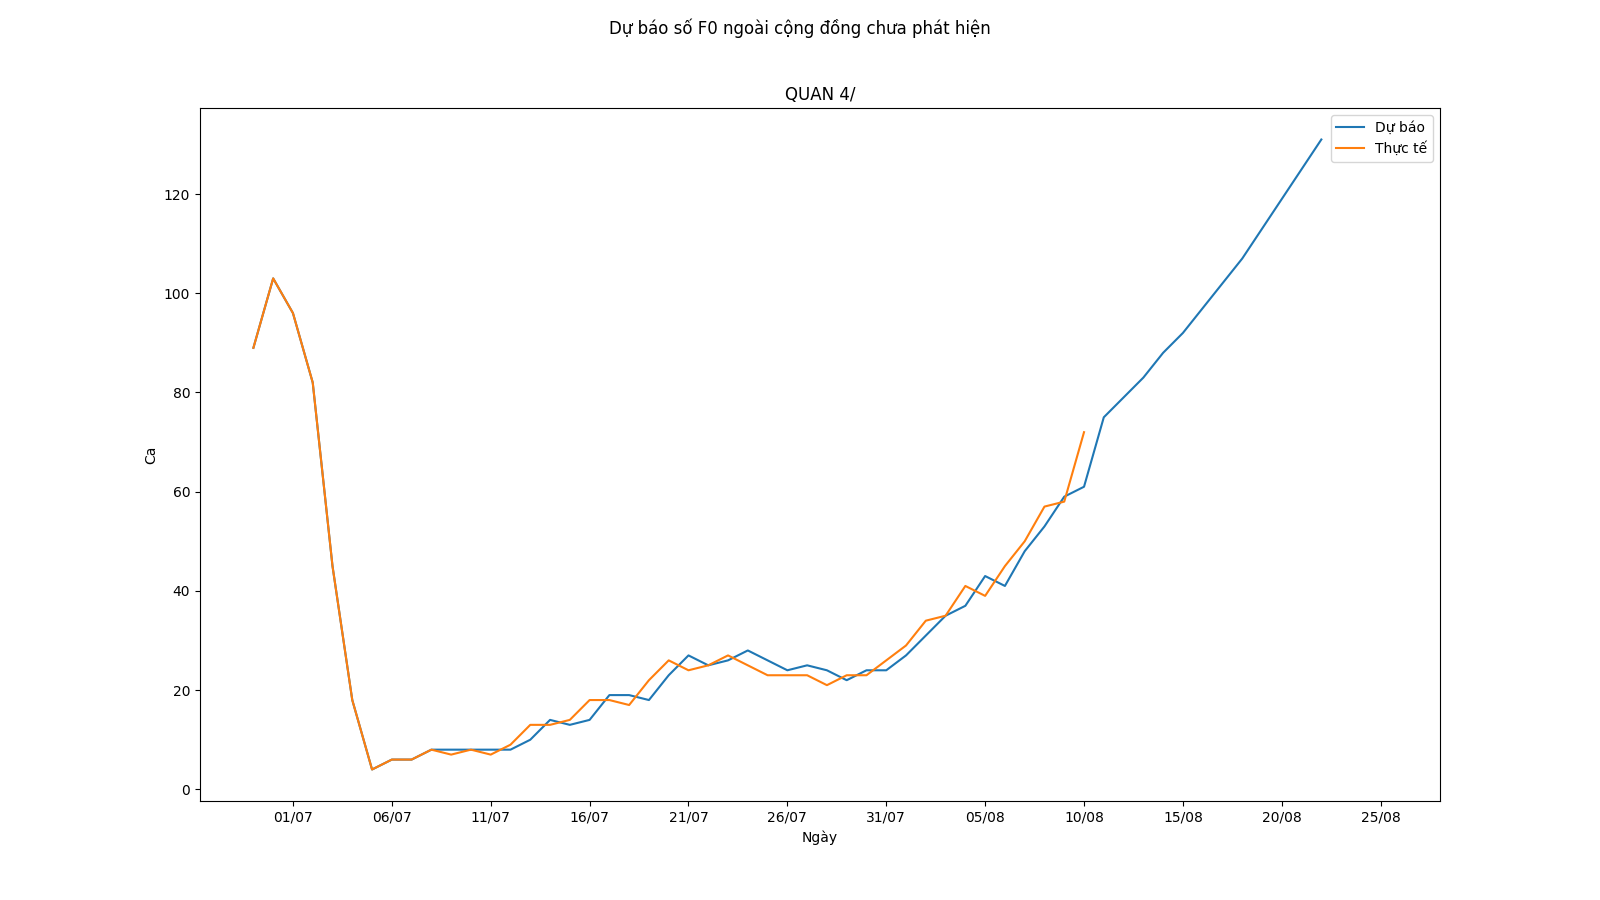 Dự báo số F0 ngoài cộng đồng chưa phát hiện
QUAN 4/
Dự báo
Thực tế
Ca
120
100
80
60
40
20
0
01/07 06/07 11/07 16/07 21/07 26/07 31/07 05/08 10/08 15/08 20/08 25/08
Ngày